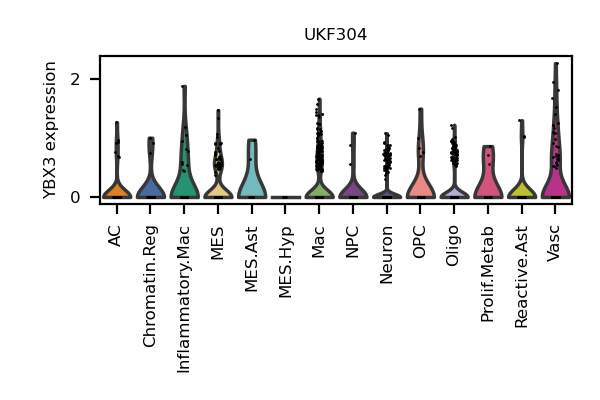 UKF304
YBX3 expression
2
0
AC
Chromatin.Reg
Inflammatory.Mac
MES
MES.Ast
MES.Hyp
Mac
NPC
Neuron
OPC
Oligo
Prolif.Metab
Reactive.Ast
Vasc